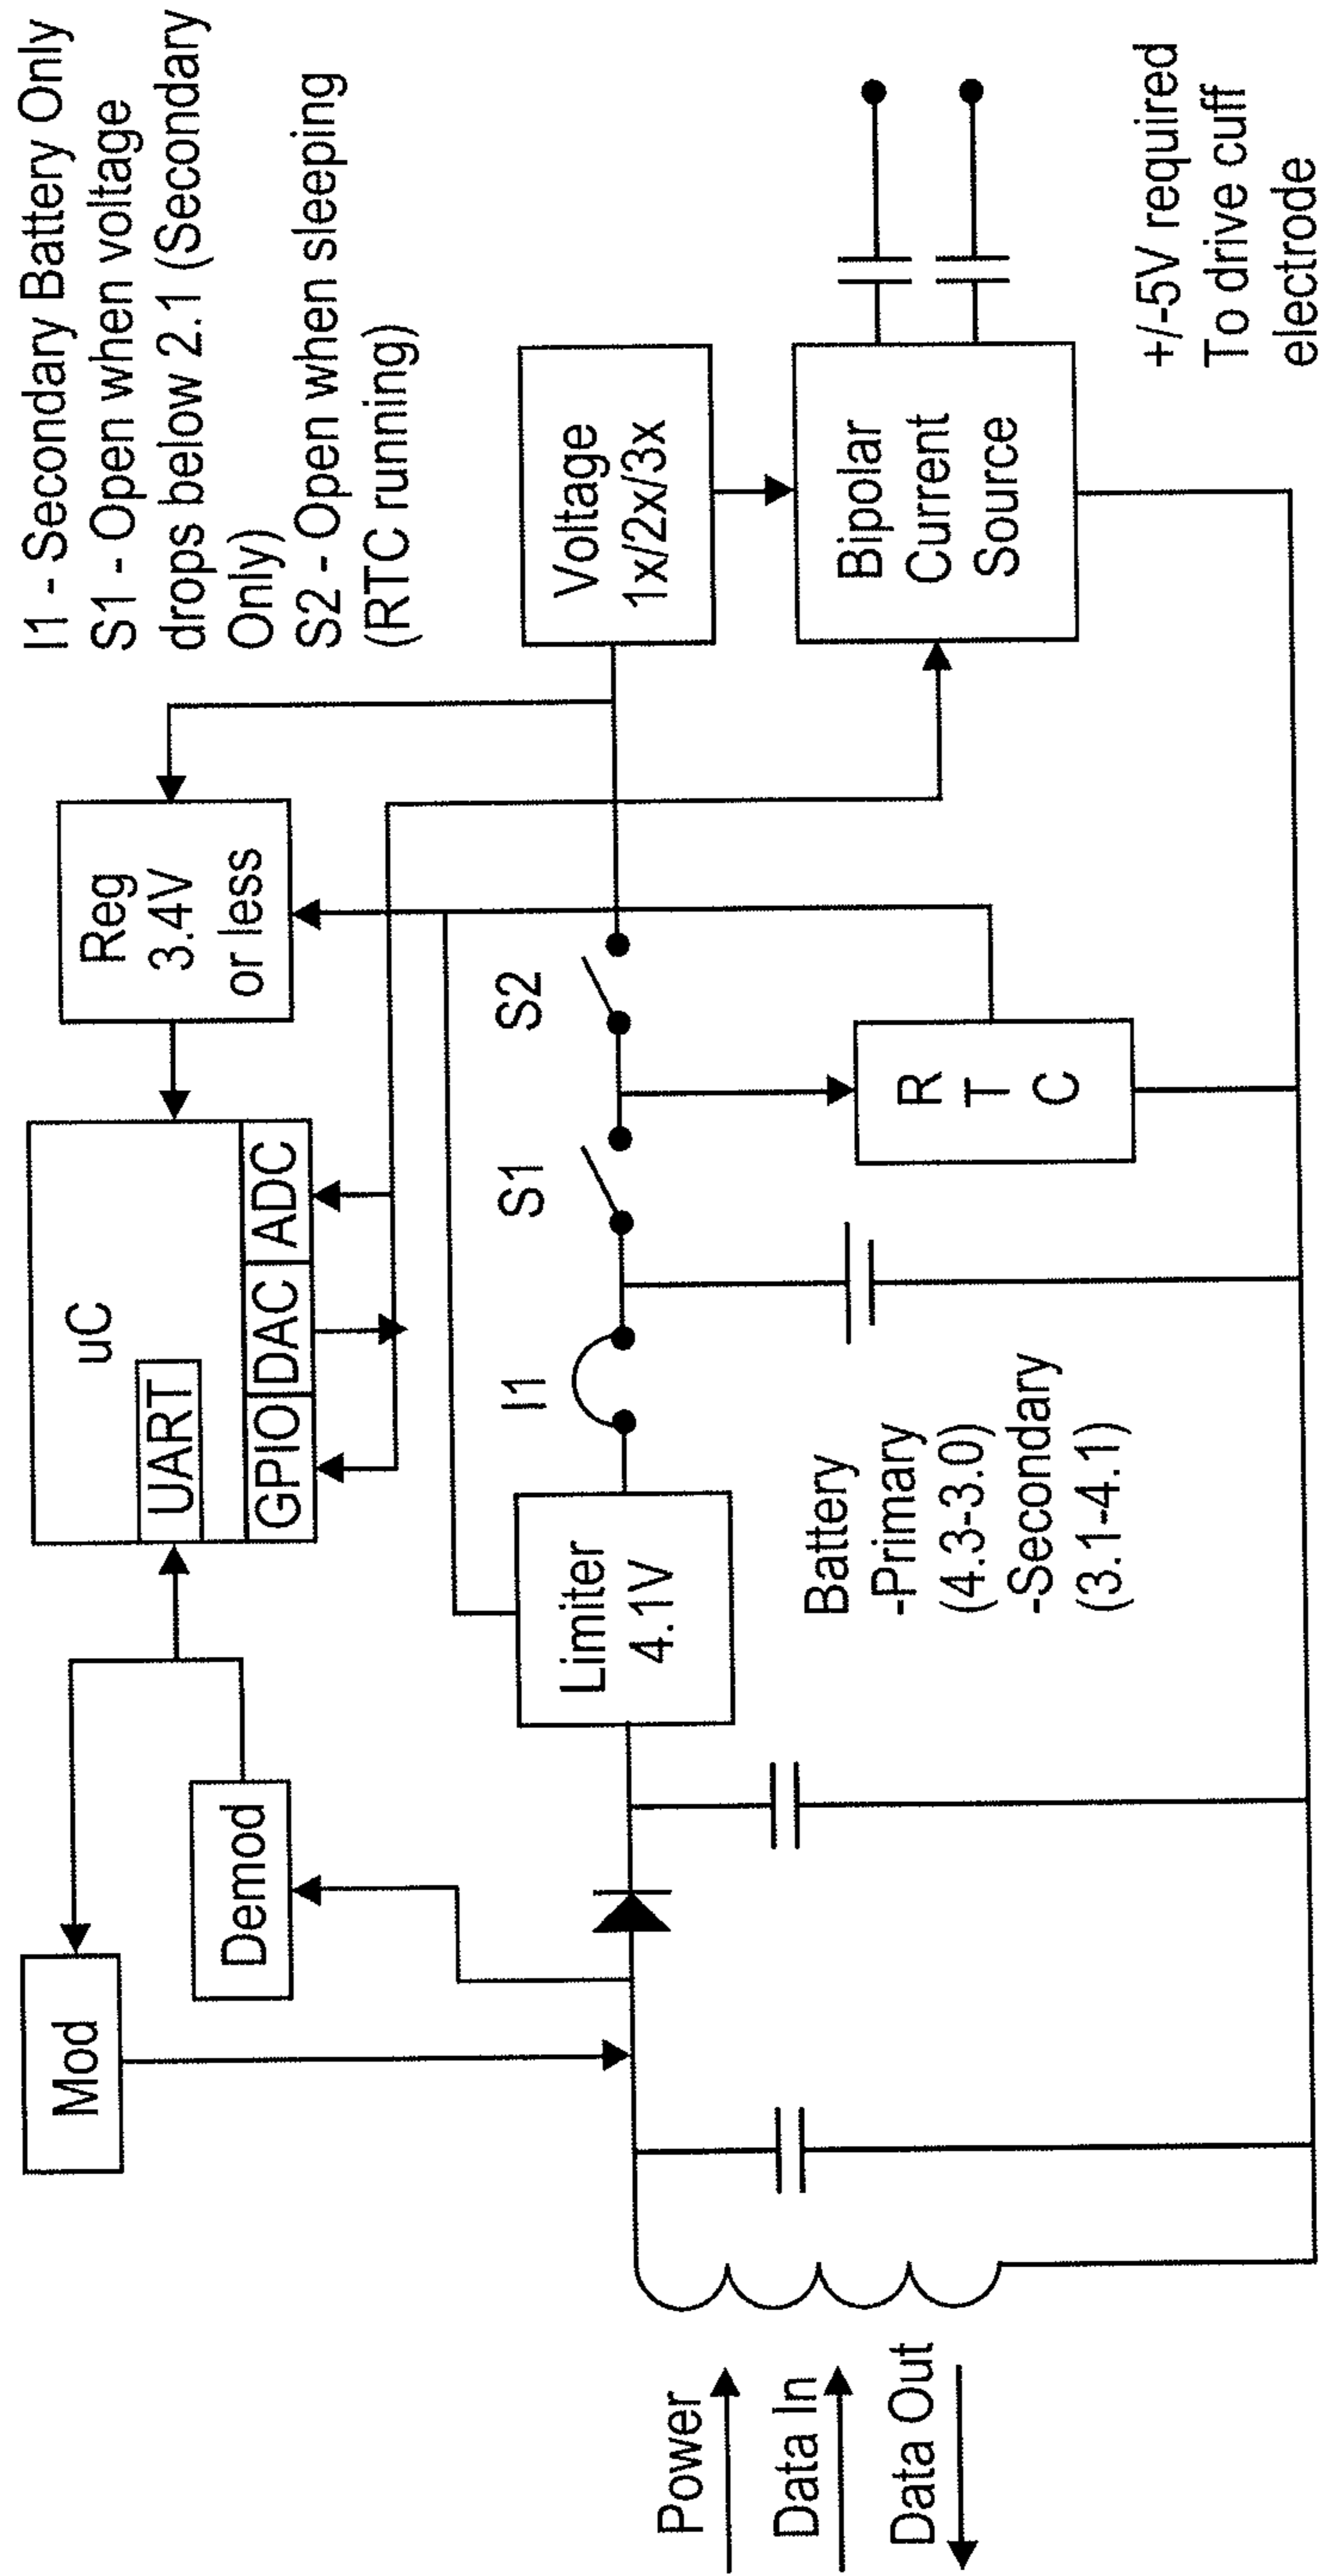 I1 - Secondary Battery Only
S1 - Open when voltage
drops below 2.1 (Secondary
Only)
S2 - Open when sleeping
(RTC running)
Mod
Demod
uC
UART
GPIO
DAC
ADC
Reg
3.4V
or less
Limiter
4.1V
I1
S1
S2
Voltage
1x/2x/3x
Power
Data In
Data Out
Battery
-Primary
(4.3-3.0)
-Secondary
(3.1-4.1)
R
T
C
Bipolar
Current
Source
+/-5V required
To drive cuff
electrode